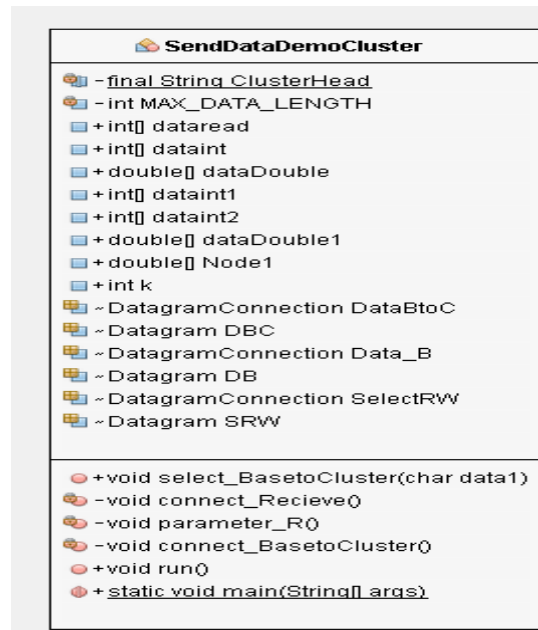 SendDataDemoCluster
-final String ClusterHead
-int MAX_DATA_LENGTH
+int[] dataread
+int[] dataint
+double[] dataDouble
+int[] dataint1
+int[] dataint2
+double[] dataDouble1
+double[] Node1
+int k
~DatagramConnection DataBtoC
~Datagram DBC
~DatagramConnection Data_B
~Datagram DB
~DatagramConnection SelectRW
~Datagram SRW
+void select_BasetoCluster(char data1)
-void connect_Recieve()
-void parameter_R()
-void connect_BasetoCluster()
+void run()
+static void main(String[] args)